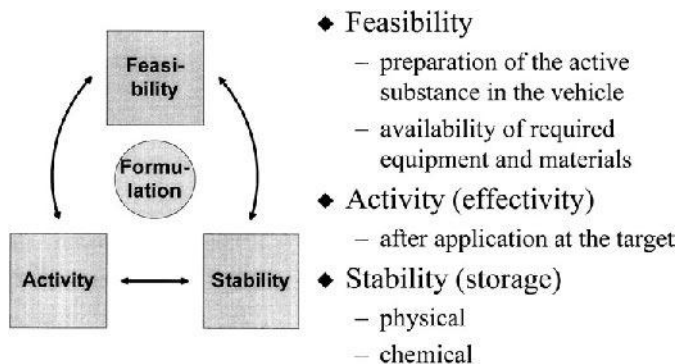 Feasi-
bility
Formu-
lation
Activity
Stability
◆ Feasibility
– preparation of the active
substance in the vehicle
– availability of required
equipment and materials
◆ Activity (effectivity)
– after application at the target
◆ Stability (storage)
– physical
– chemical